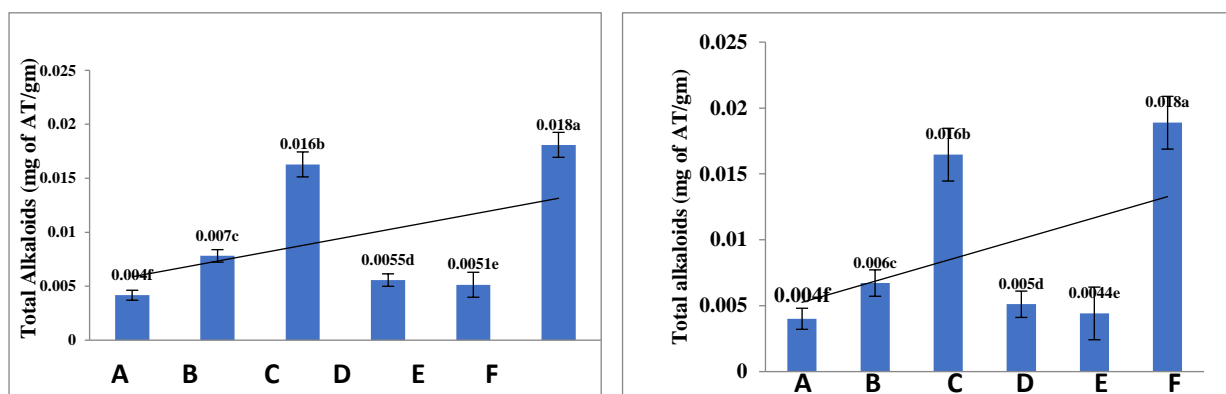 Total Alkaloids (mg of AT/gm)
0.025
0.02
0.015
0.01
0.005
0
0.004f
0.007c
0.016b
0.0055d
0.0051e
0.018a
A B C D E F
Total alkaloids (mg of AT/gm)
0.025
0.02
0.015
0.01
0.005
0
0.004f
0.006c
0.016b
0.005d
0.0044e
0.018a
A B C D E F